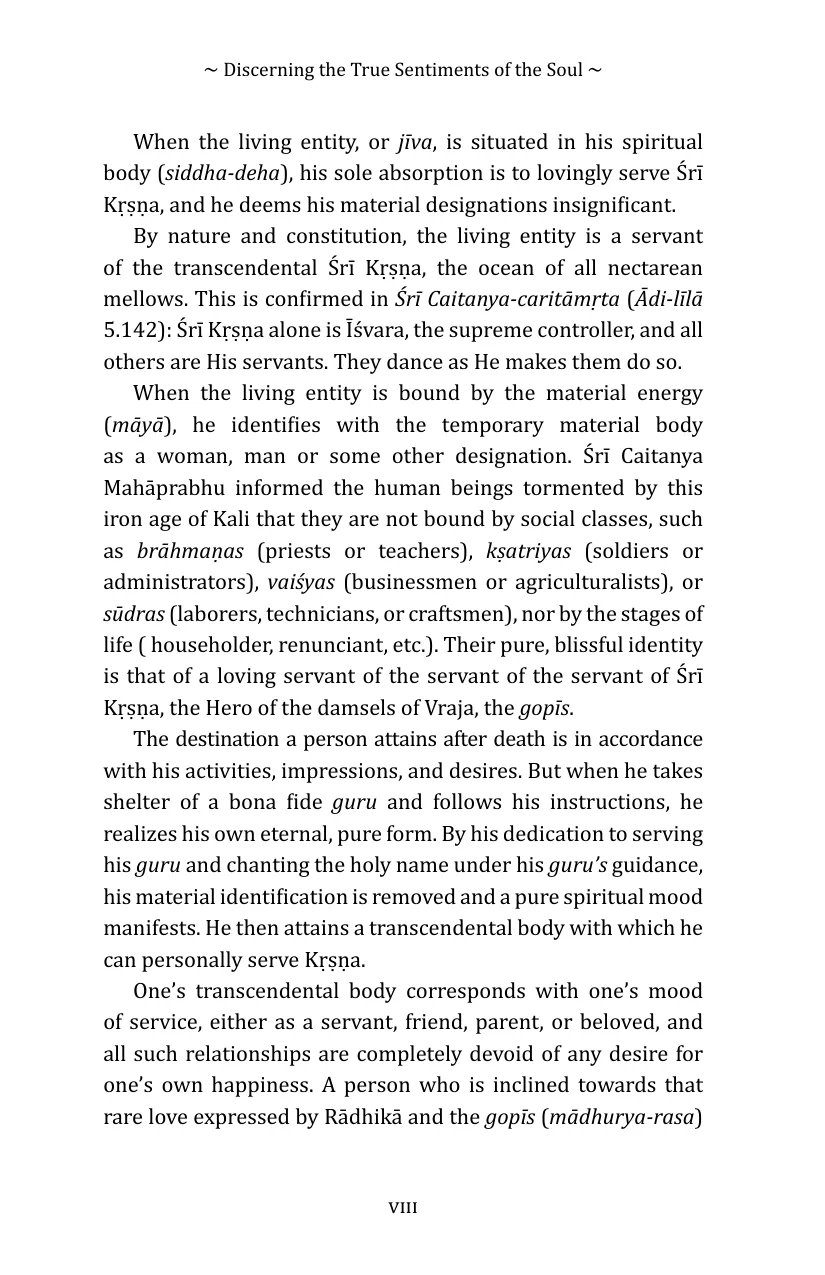 ~ Discerning the True Sentiments of the Soul ~
When the living entity, or jīva, is situated in his spiritual
body (siddha-deha), his sole absorption is to lovingly serve Śrī
Kṛṣṇa, and he deems his material designations insignificant.
By nature and constitution, the living entity is a servant
of the transcendental Śrī Kṛṣṇa, the ocean of all nectarean
mellows. This is confirmed in Śrī Caitanya-caritāmṛta (Ādi-līlā
5.142): Śrī Kṛṣṇa alone is Īśvara, the supreme controller, and all
others are His servants. They dance as He makes them do so.
When the living entity is bound by the material energy
(māyā), he identifies with the temporary material body
as a woman, man or some other designation. Śrī Caitanya
Mahāprabhu informed the human beings tormented by this
iron age of Kali that they are not bound by social classes, such
as brāhmaṇas (priests or teachers), kṣatriyas (soldiers or
administrators), vaiśyas (businessmen or agriculturalists), or
sūdras (laborers, technicians, or craftsmen), nor by the stages of
life ( householder, renunciant, etc.). Their pure, blissful identity
is that of a loving servant of the servant of the servant of Śrī
Kṛṣṇa, the Hero of the damsels of Vraja, the gopīs.
The destination a person attains after death is in accordance
with his activities, impressions, and desires. But when he takes
shelter of a bona fide guru and follows his instructions, he
realizes his own eternal, pure form. By his dedication to serving
his guru and chanting the holy name under his guru’s guidance,
his material identification is removed and a pure spiritual mood
manifests. He then attains a transcendental body with which he
can personally serve Kṛṣṇa.
One’s transcendental body corresponds with one’s mood
of service, either as a servant, friend, parent, or beloved, and
all such relationships are completely devoid of any desire for
one’s own happiness. A person who is inclined towards that
rare love expressed by Rādhikā and the gopīs (mādhurya-rasa)
VIII